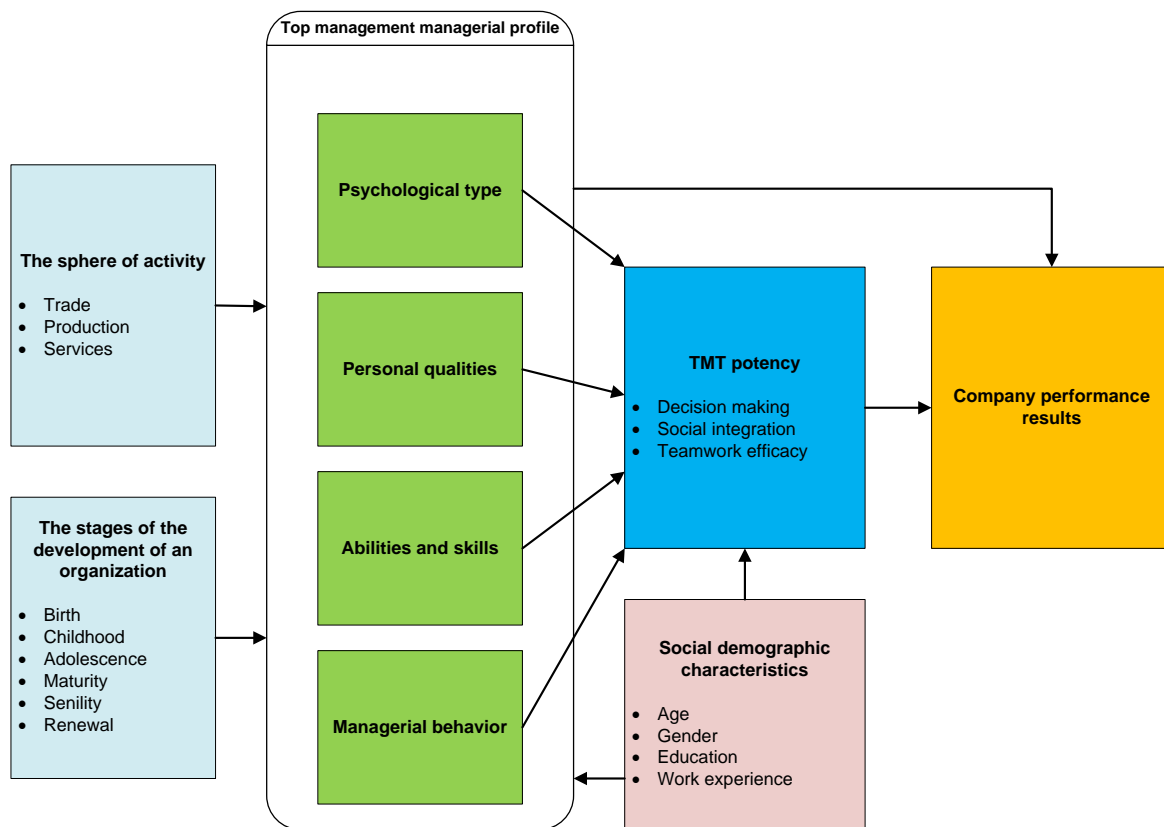 Top management managerial profile
Psychological type
The sphere of activity
• Trade
• Production
• Services
Personal qualities
TMT potency
• Decision making
• Social integration
• Teamwork efficacy
Company performance
results
The stages of the
development of an
organization
• Birth
• Childhood
• Adolescence
• Maturity
• Senility
• Renewal
Abilities and skills
Managerial behavior
Social demographic
characteristics
• Age
• Gender
• Education
• Work experience